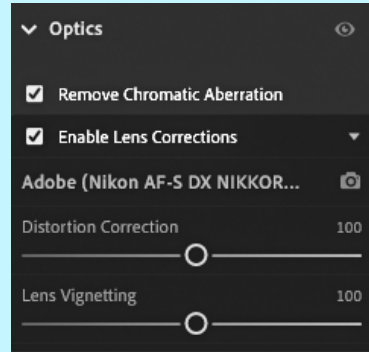 Optics
Remove Chromatic Aberration
Enable Lens Corrections
Adobe (Nikon AF-S DX NIKKOR...
Distortion Correction 100
Lens Vignetting 100